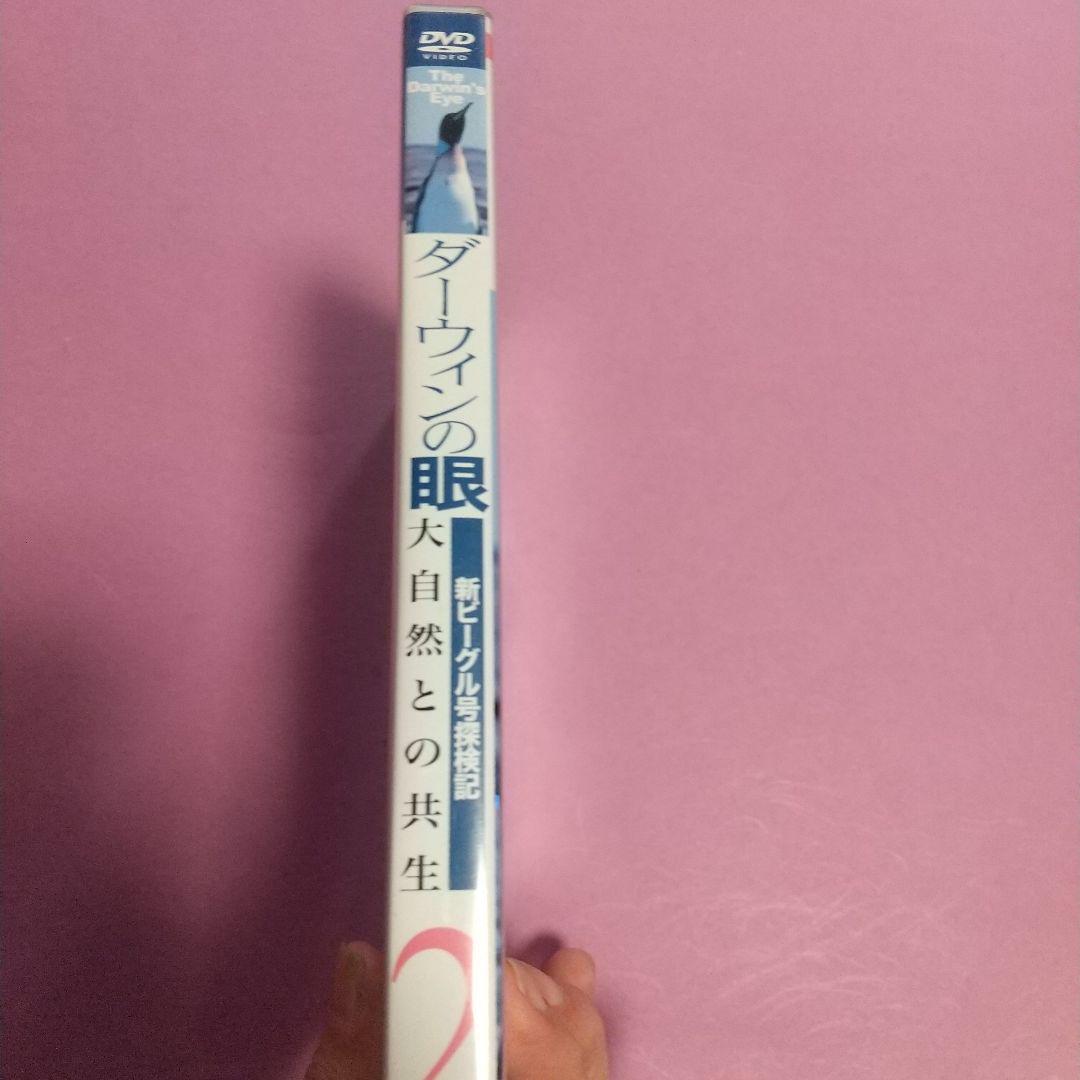 DVD
VIDEO
The
Darwin's
Eye
ダーウィンの眼
新ビーグル号探検記
大自然との共生
2